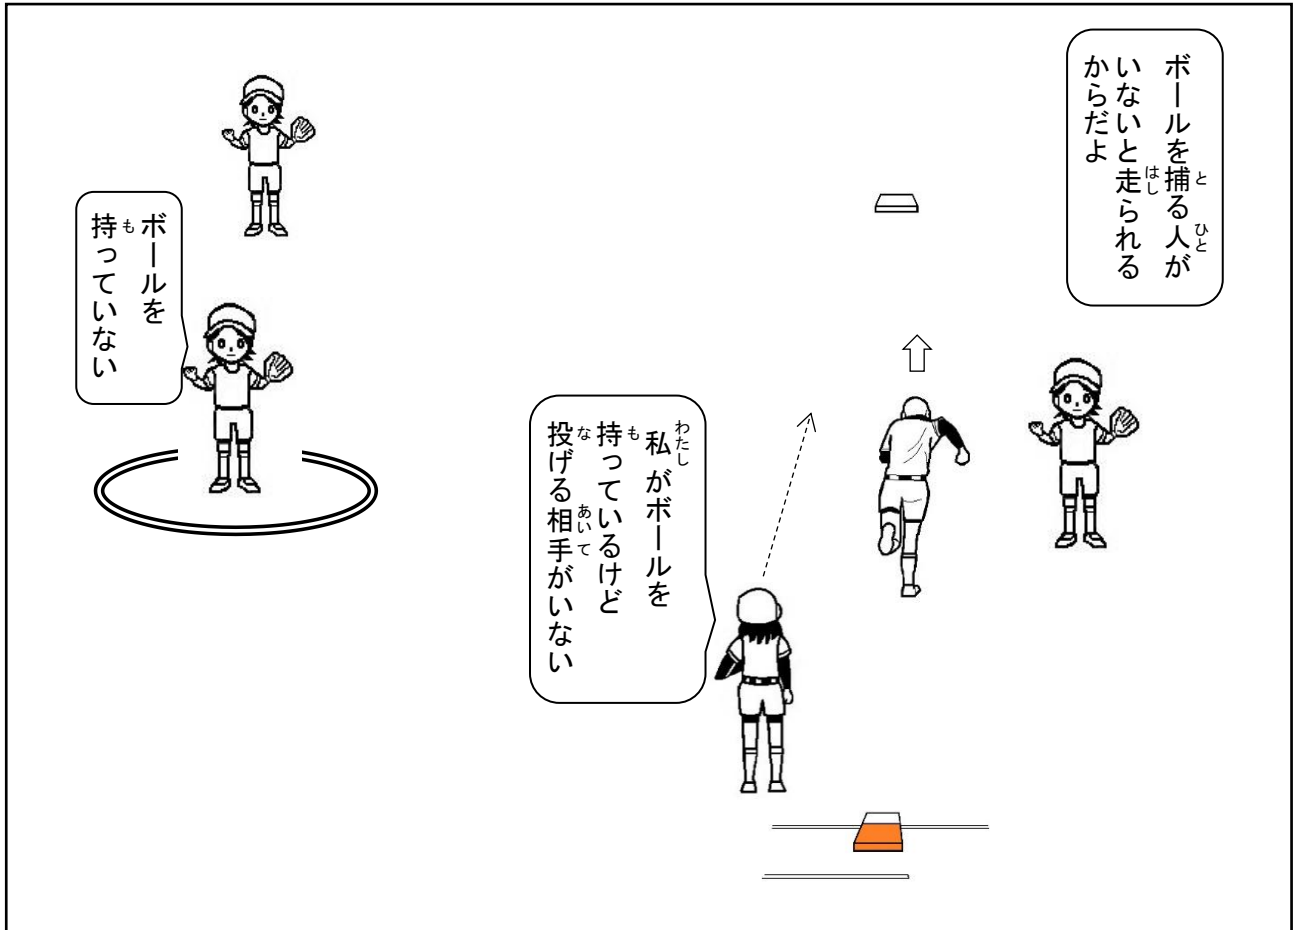 ボールを捕る人が
いないと走られる
からだよ
私がボールを
持っているけど
投げる相手がいない
ボールを
持っていない